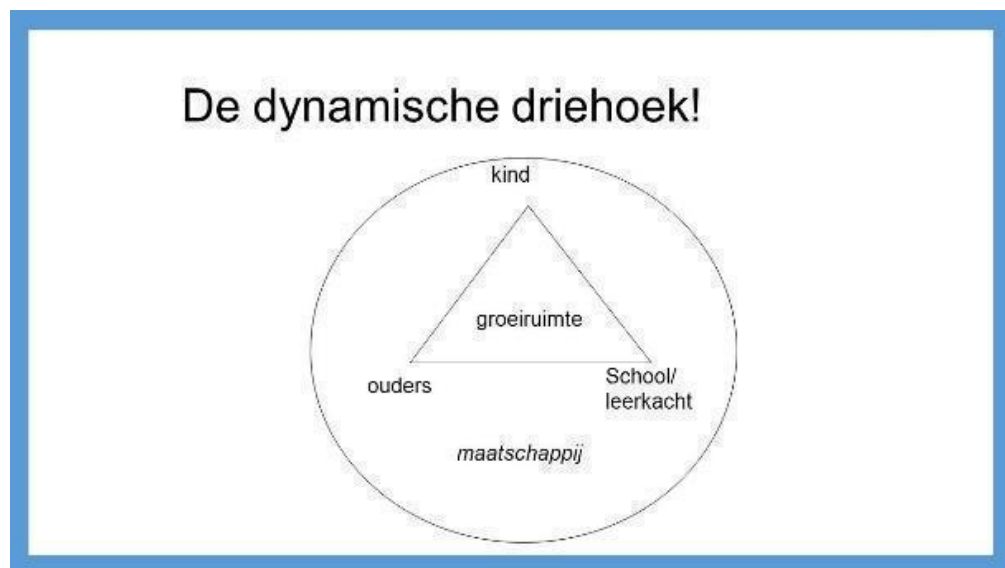 De dynamische driehoek!
kind
groeiruimte
ouders
School/
leerkacht
maatschappij